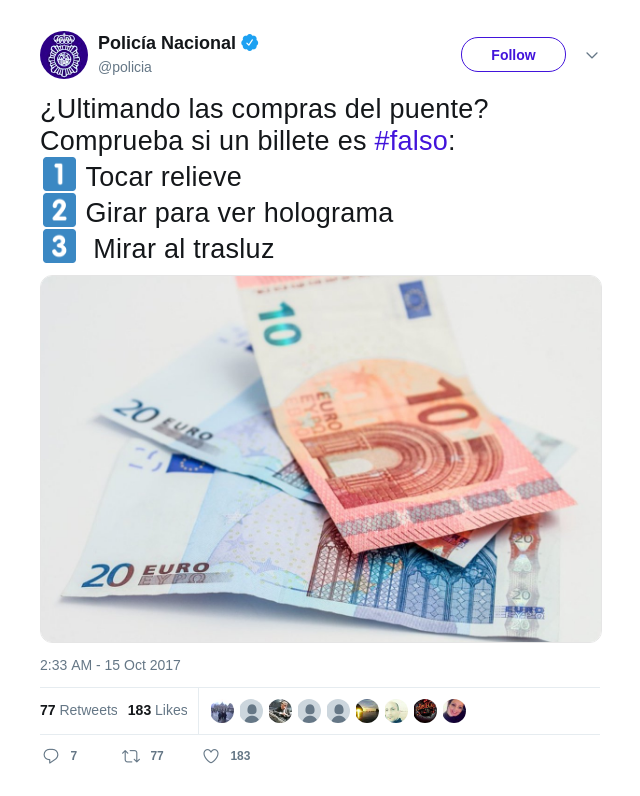 Policía Nacional
@policia
Follow
¿Ultimando las compras del puente?
Comprueba si un billete es #falso:
1 Tocar relieve
2 Girar para ver holograma
3 Mirar al trasluz
10
10
EURO
ΕΥΡΩ
20 EURO
20 EURO
ΕΥΡΩ
20
20
EURO
2:33 AM - 15 Oct 2017
77 Retweets 183 Likes
7 77 183